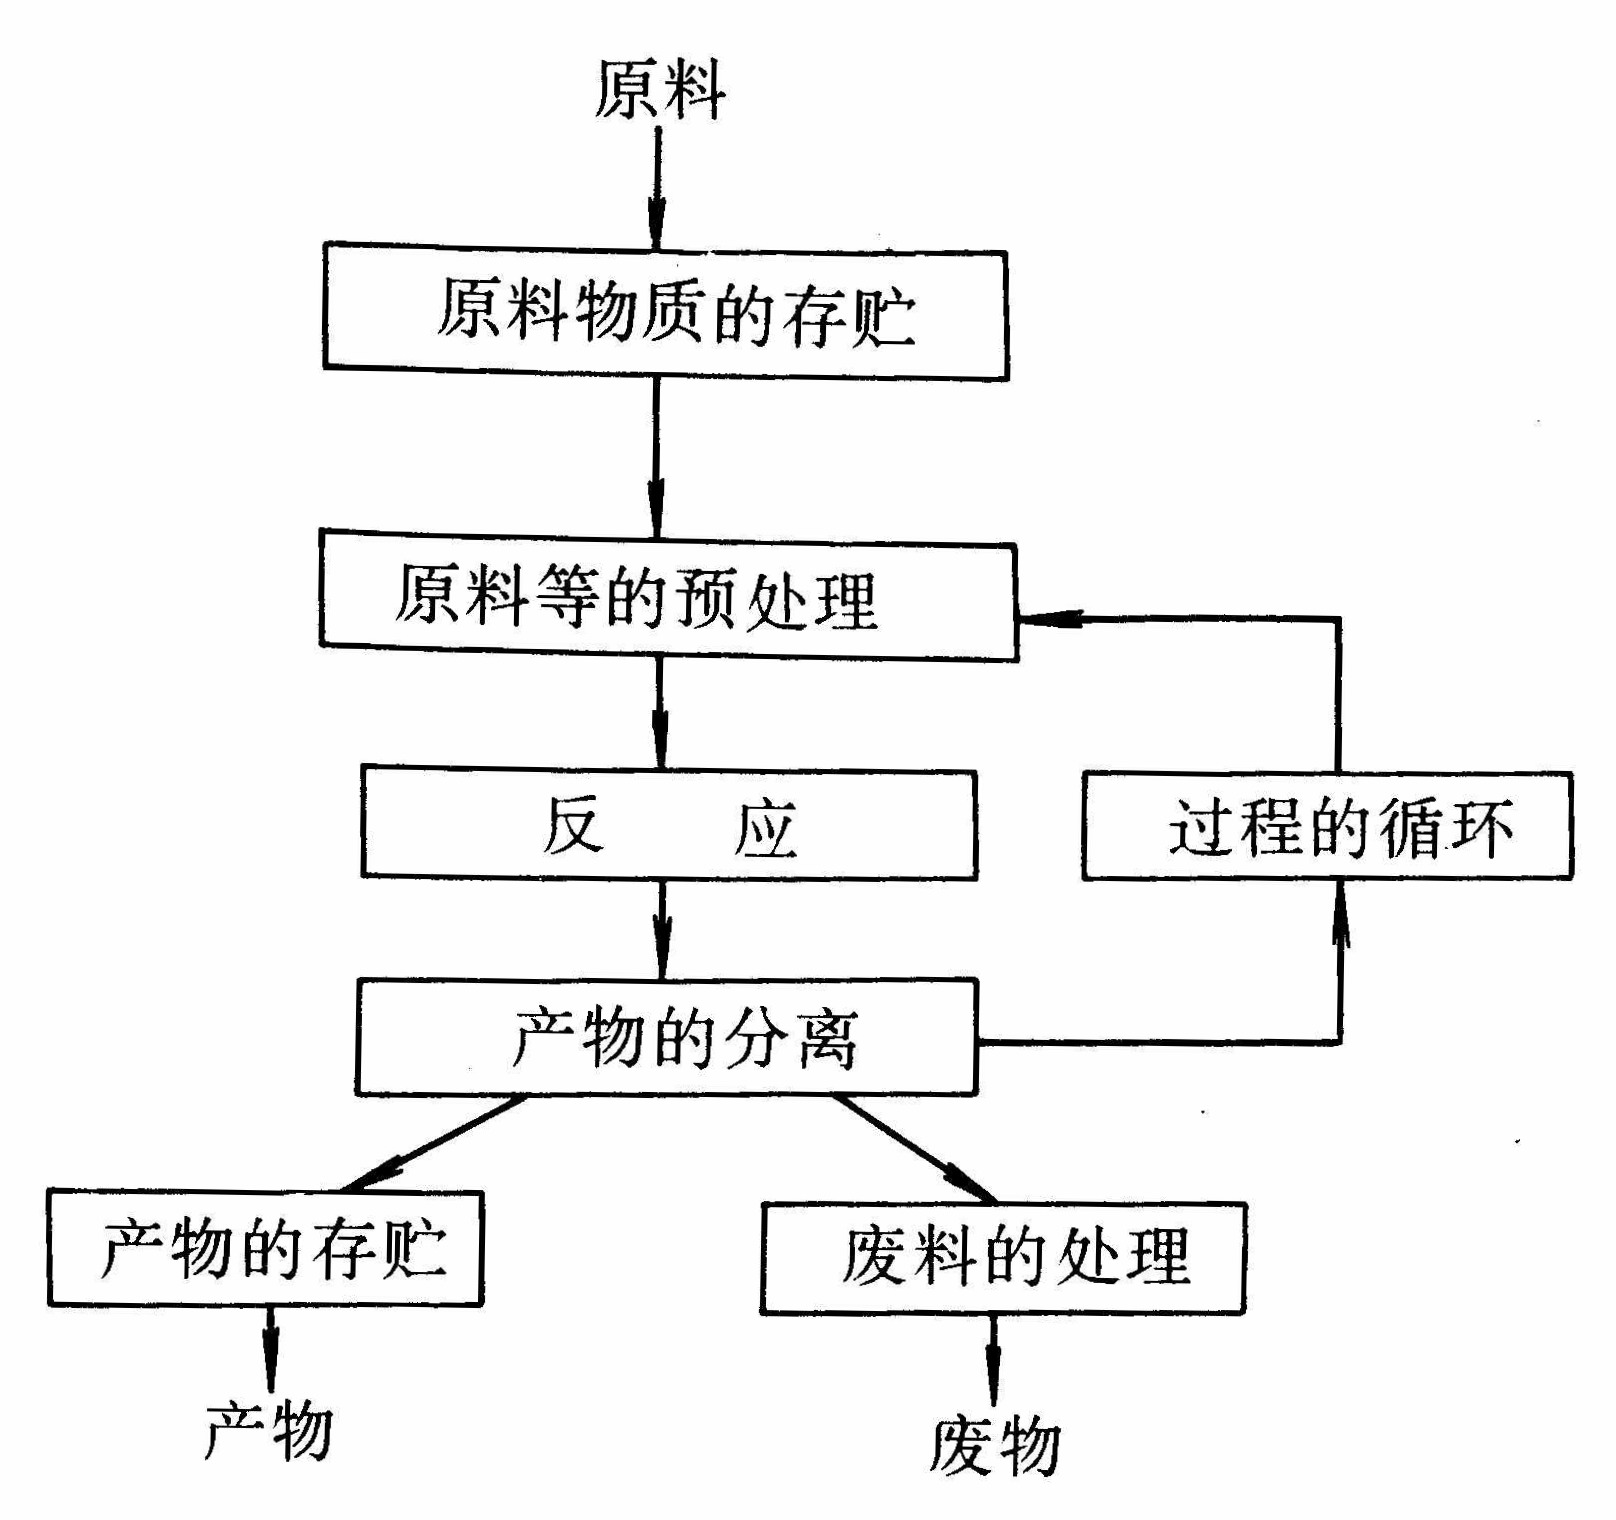 原料
原料物质的存贮
原料等的预处理
反 应
过程的循环
产物的分离
产物的存贮
废料的处理
产物
废物